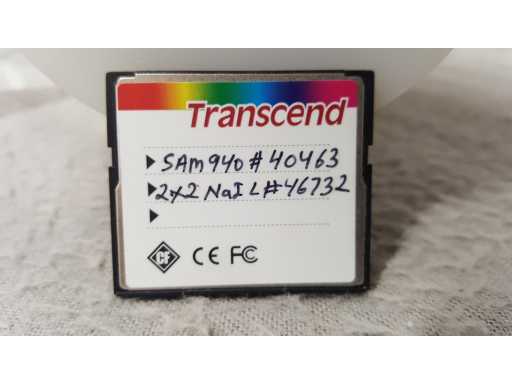 Transcend
SAM940 # 40463
2x2 NaI L#46732
CF CE FC